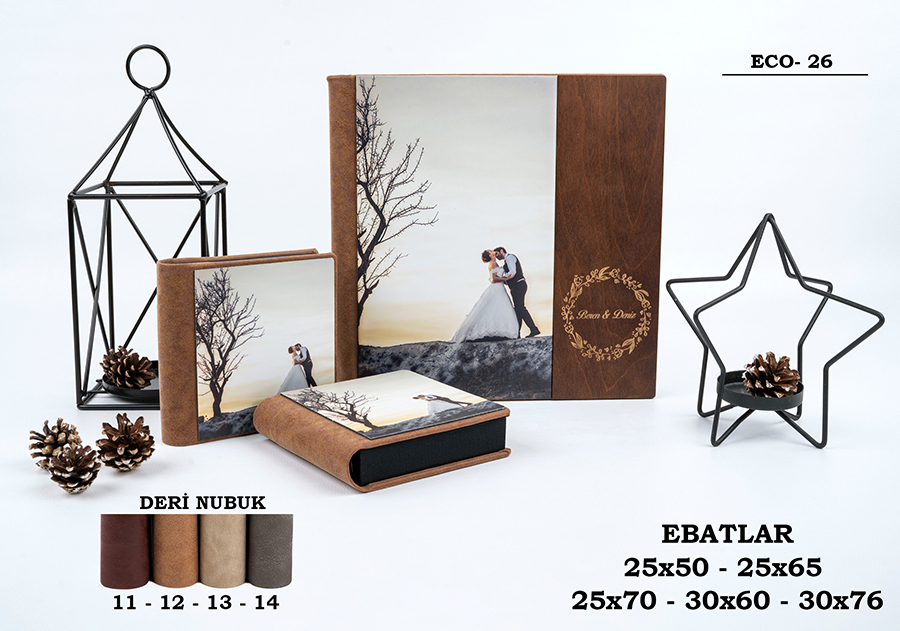 ECO- 26
Beren & Deniz
DERİ NUBUK
11 - 12 - 13 - 14
EBATLAR
25x50 - 25x65
25x70 - 30x60 - 30x76